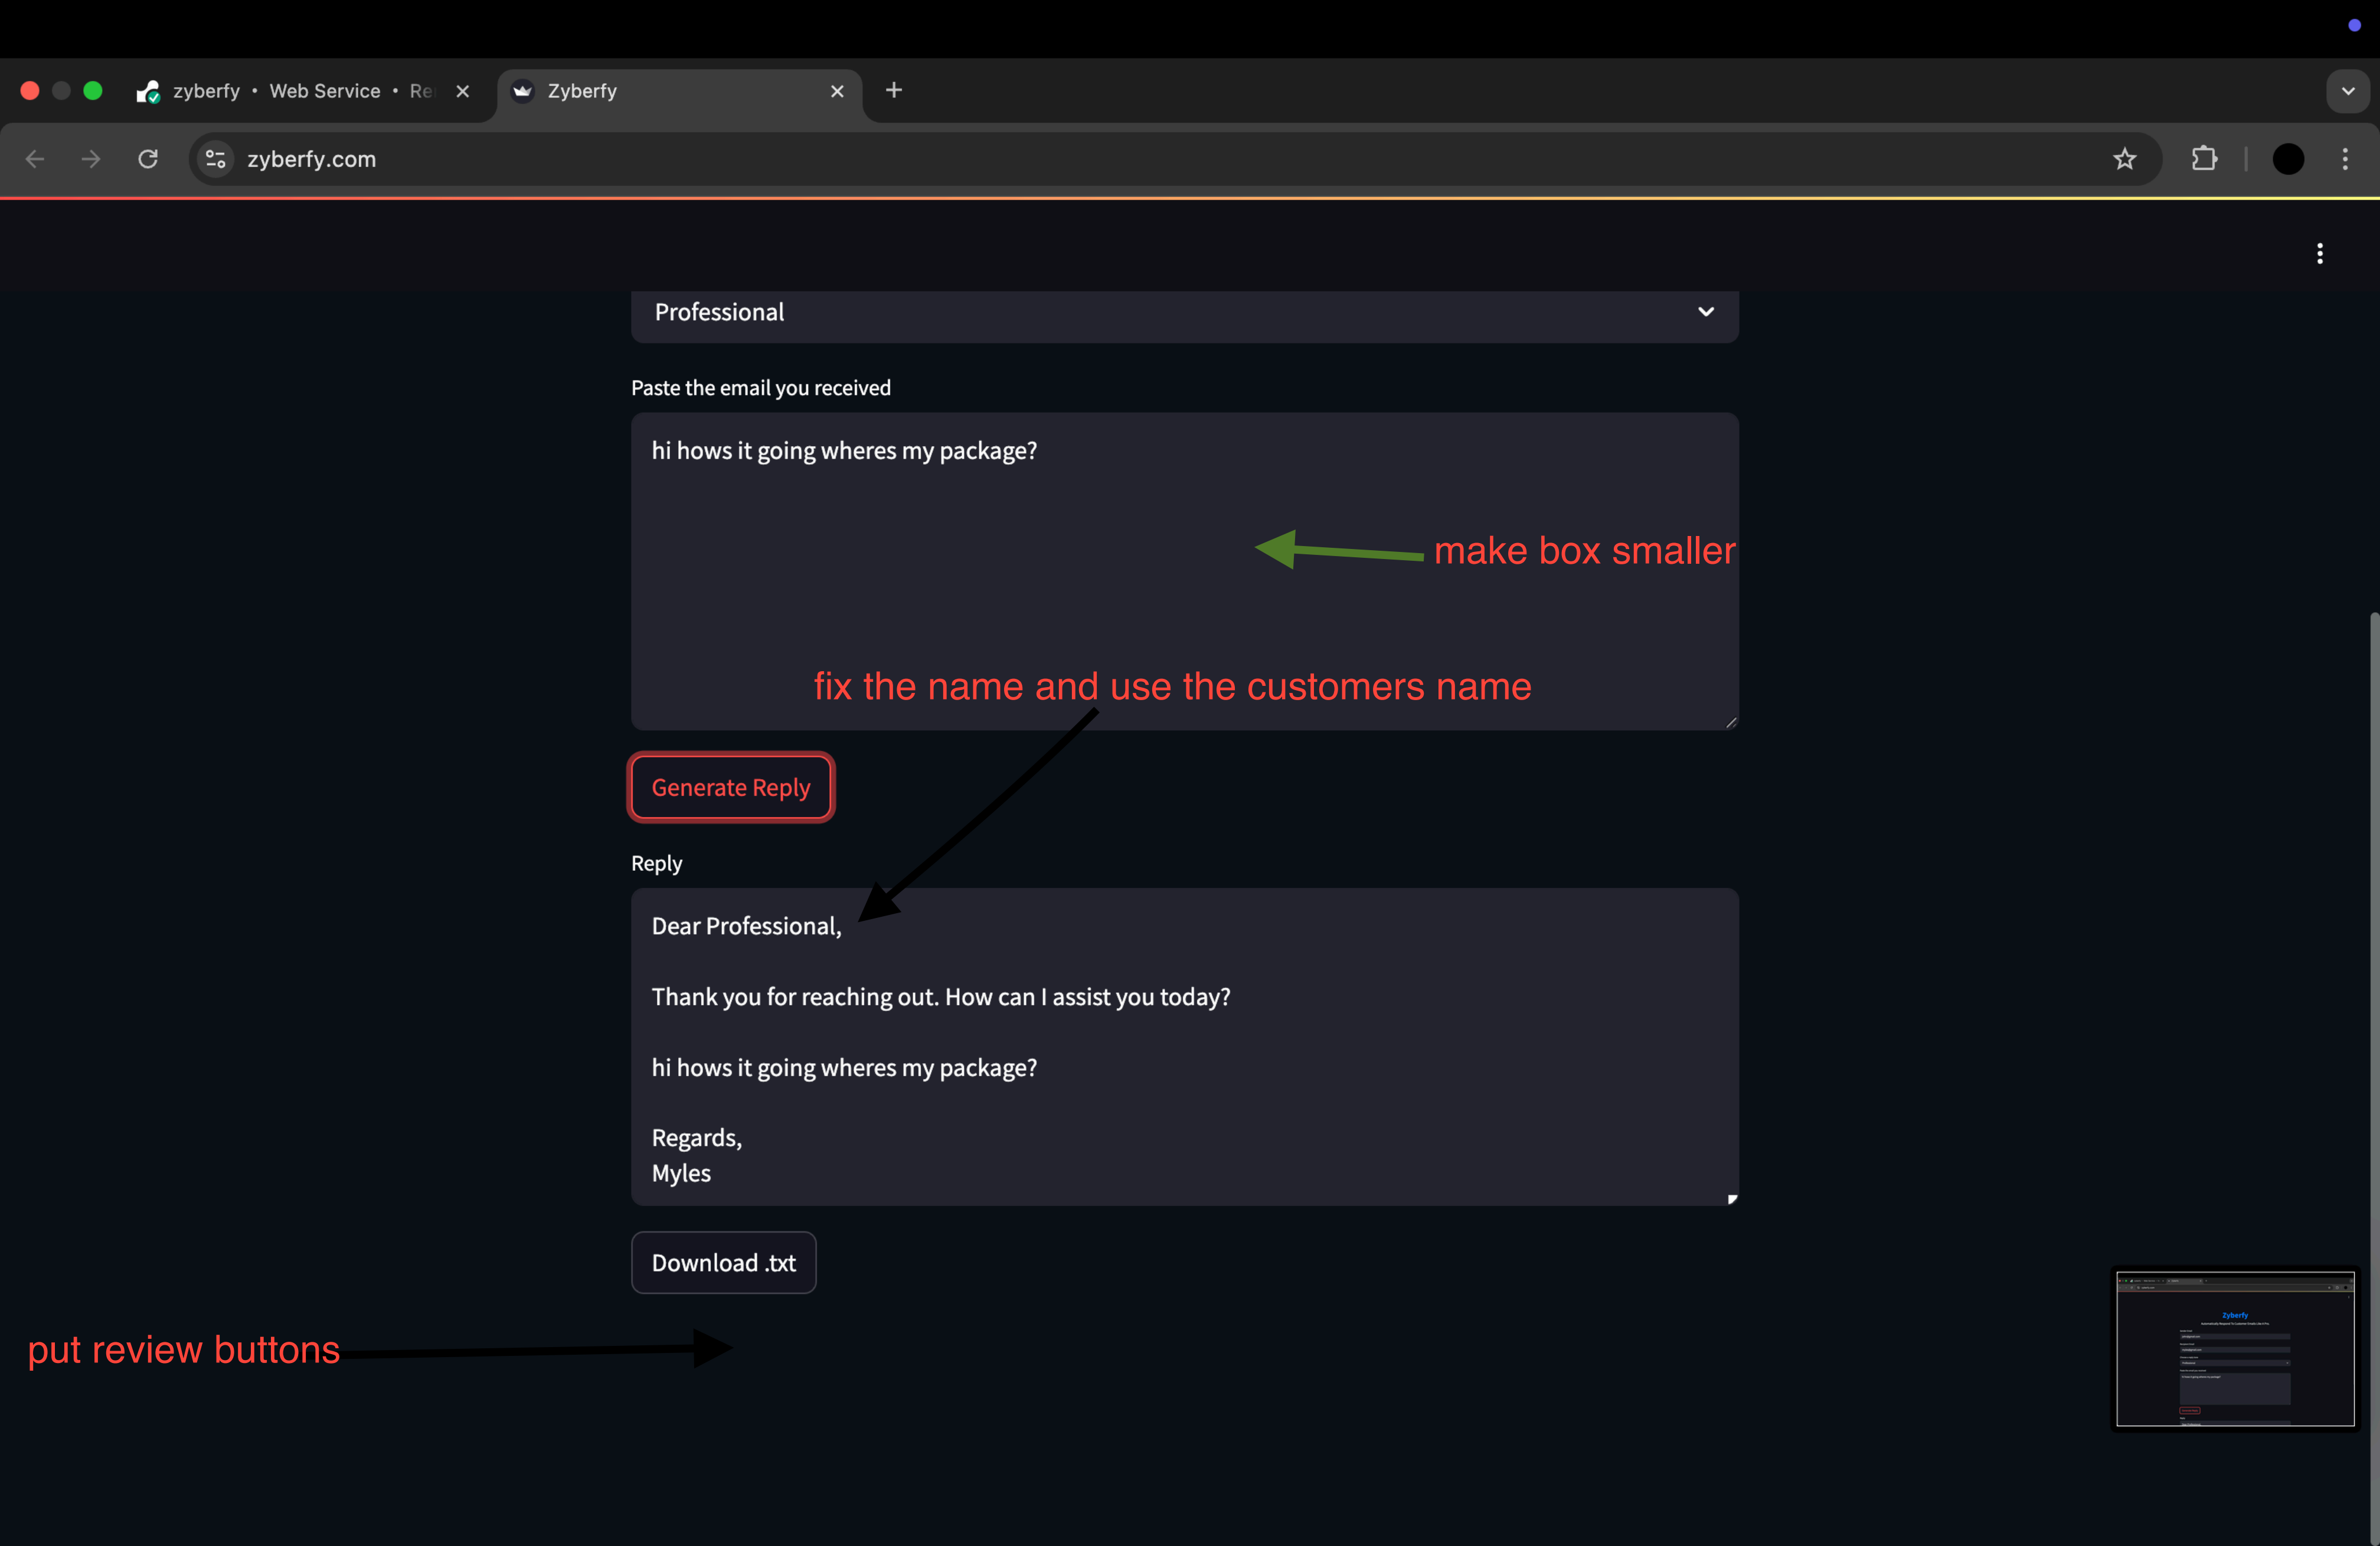 zyberfy • Web Service • Re
Zyberfy
zyberfy.com
Professional
Paste the email you received
hi hows it going wheres my package?
make box smaller
fix the name and use the customers name
Generate Reply
Reply
Dear Professional,
Thank you for reaching out. How can I assist you today?
hi hows it going wheres my package?
Regards,
Myles
Download .txt
Zyberfy
put review buttons